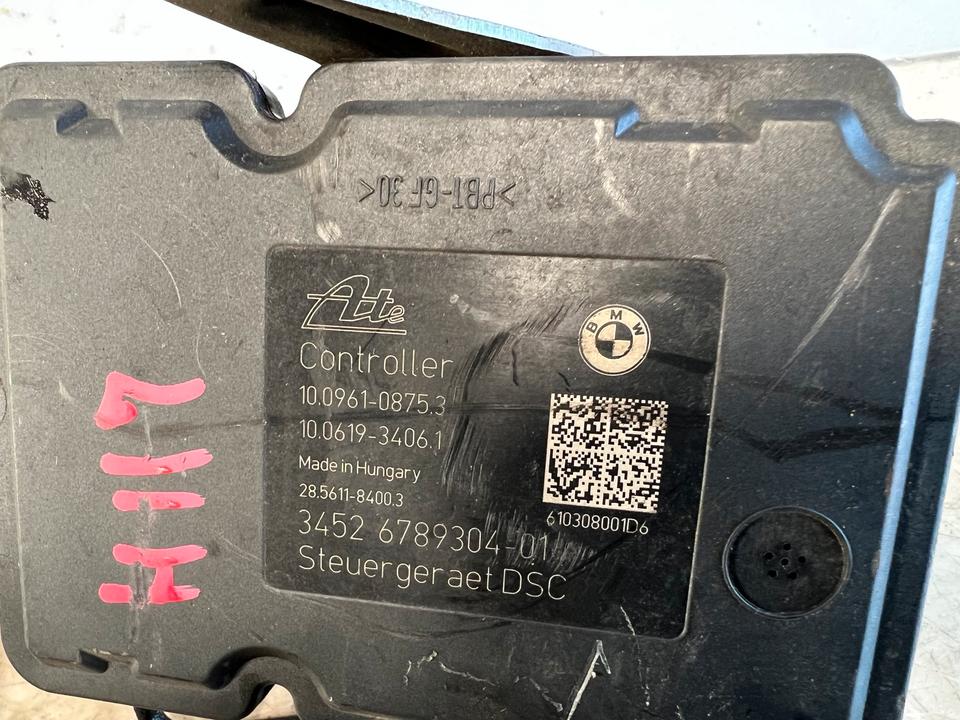 >PBT-GF30<
Ate
BMW
Controller
10.0961-0875.3
10.0619-3406.1
Made in Hungary
28.5611-8400.3
610308001D6
3452 6789304-01
Steuergeraet DSC